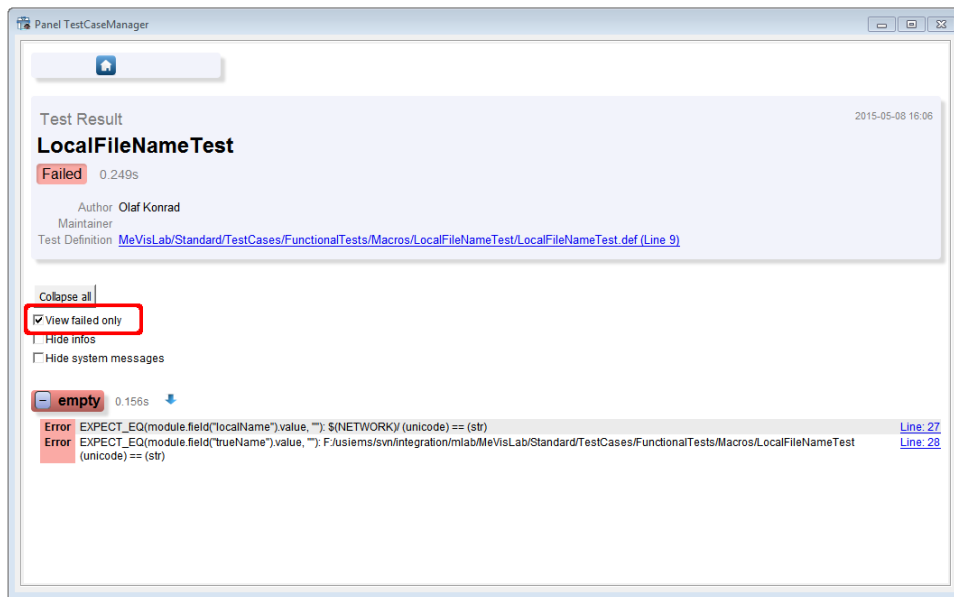 Panel TestCaseManager
Test Result
2015-05-08 16:06
LocalFileNameTest
Failed 0.249s
Author Olaf Konrad
Maintainer
Test Definition MeVisLab/Standard/TestCases/FunctionalTests/Macros/LocalFileNameTest/LocalFileNameTest.def (Line 9)
Collapse all
View failed only
Hide infos
Hide system messages
empty 0.156s
Error EXPECT_EQ(module.field("localName").value, ""): $(NETWORK)/ (unicode) == (str) Line: 27
Error EXPECT_EQ(module.field("trueName").value, ""): F:/usiems/svn/integration/mlab/MeVisLab/Standard/TestCases/FunctionalTests/Macros/LocalFileNameTest Line: 28
(unicode) == (str)